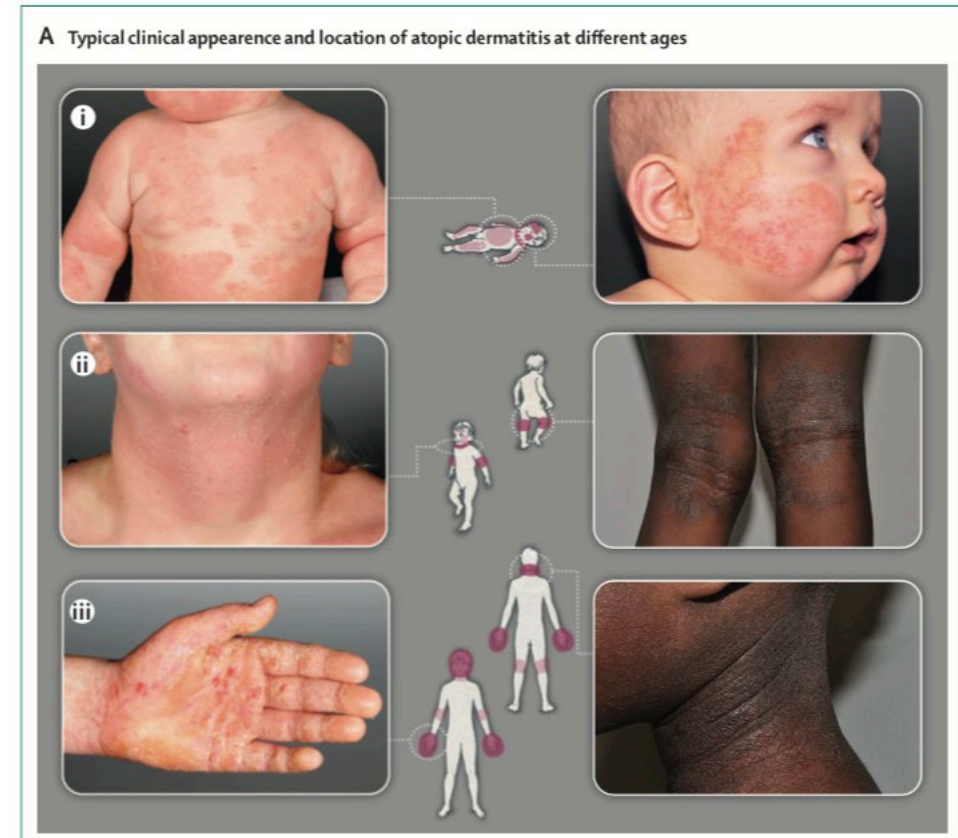 A Typical clinical appearence and location of atopic dermatitis at different ages
i
ii
iii